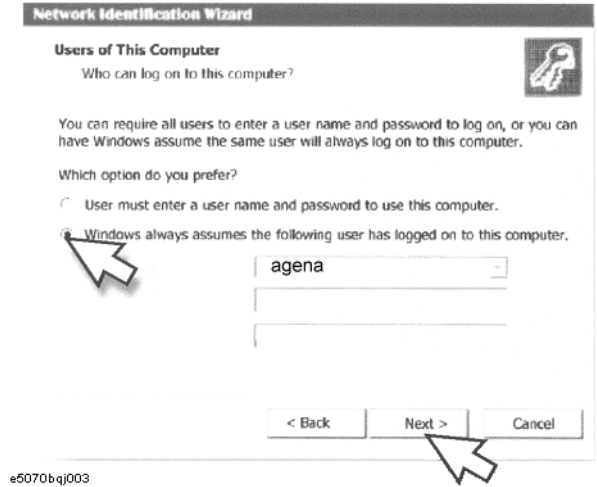 Network Identification Wizard
Users of This Computer
Who can log on to this computer?
You can require all users to enter a user name and password to log on, or you can
have Windows assume the same user will always log on to this computer.
Which option do you prefer?
User must enter a user name and password to use this computer.
Windows always assumes the following user has logged on to this computer.
agena
< Back Next > Cancel
e5070bqj003